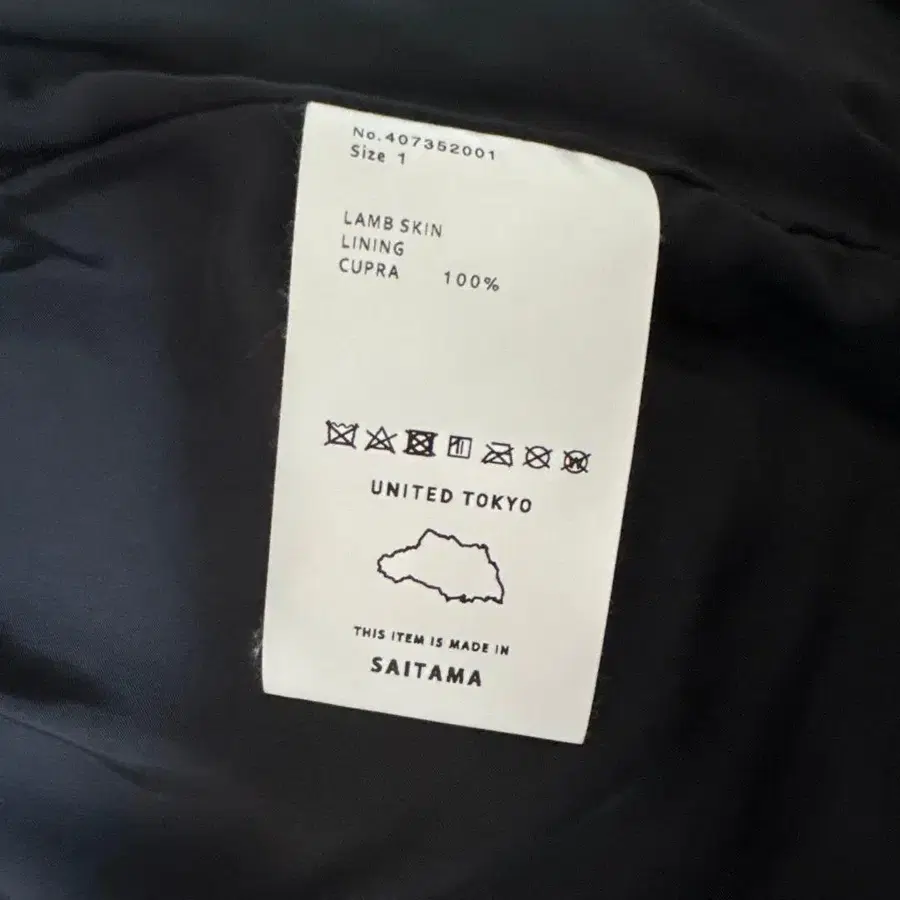 No.407352001
Size 1
LAMB SKIN
LINING
CUPRA 100%
UNITED TOKYO
THIS ITEM IS MADE IN
SAITAMA